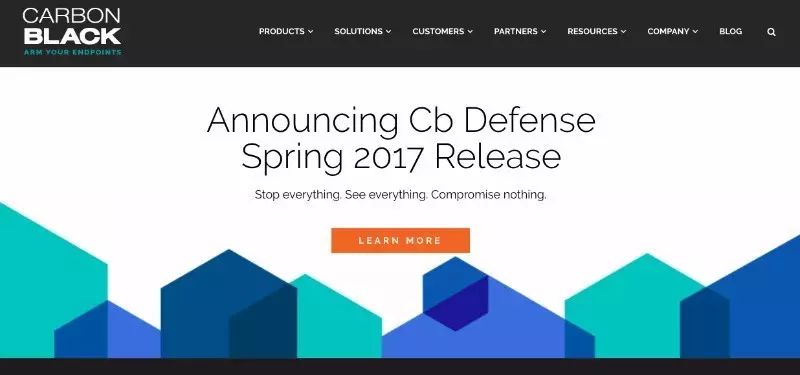 CARBON
BLACK
ARM YOUR ENDPOINTS
PRODUCTS SOLUTIONS CUSTOMERS PARTNERS RESOURCES COMPANY BLOG
Announcing Cb Defense
Spring 2017 Release
Stop everything. See everything. Compromise nothing.
LEARN MORE